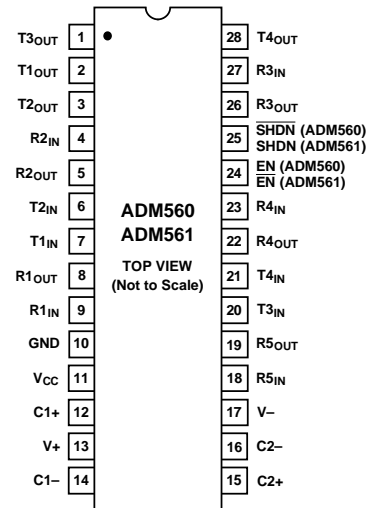 T3OUT 1
T1OUT 2
T2OUT 3
R2IN 4
R2OUT 5
T2IN 6
T1IN 7
R1OUT 8
R1IN 9
GND 10
VCC 11
C1+ 12
V+ 13
C1– 14
ADM560
ADM561
TOP VIEW
(Not to Scale)
28 T4OUT
27 R3IN
26 R3OUT
25 S̅H̅D̅N̅ (ADM560)
SHDN (ADM561)
24 EN (ADM560)
E̅N̅ (ADM561)
23 R4IN
22 R4OUT
21 T4IN
20 T3IN
19 R5OUT
18 R5IN
17 V–
16 C2–
15 C2+